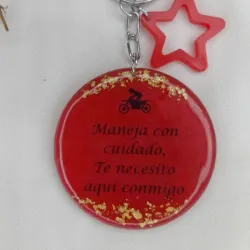 Maneja con
cuidado,
Te necesito
aquí conmigo